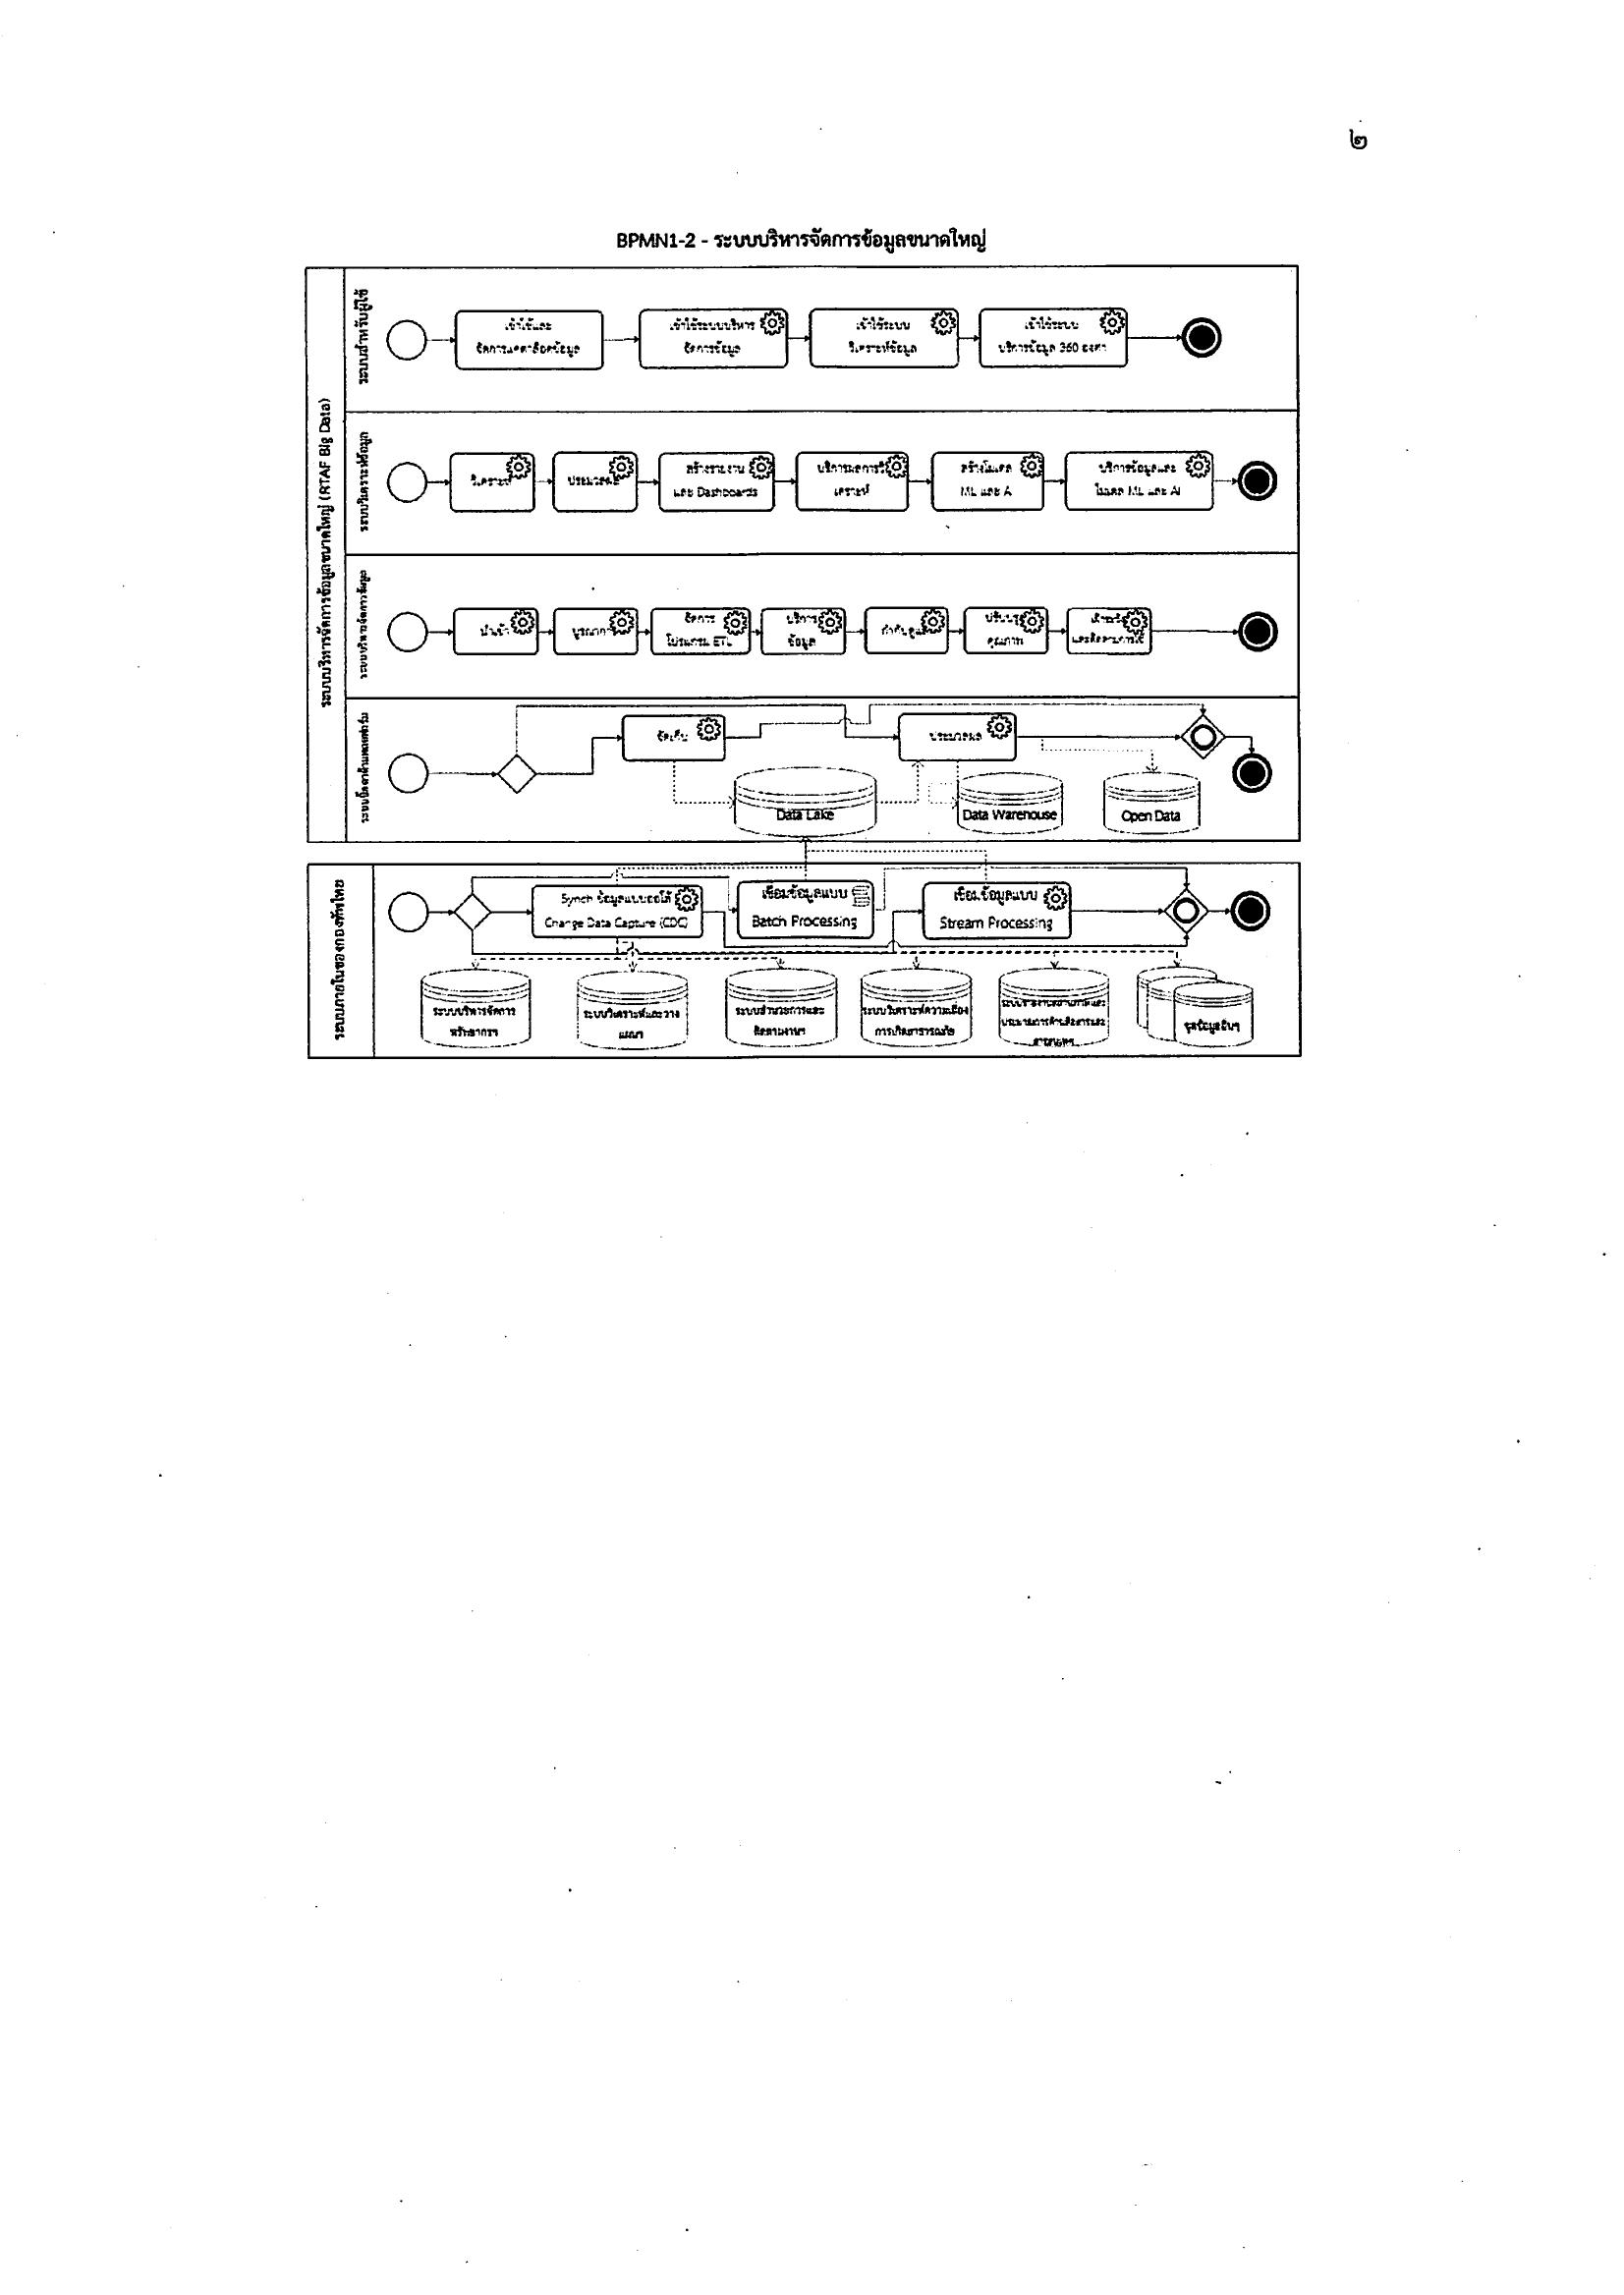 ๒
BPMN1-2 - ระบบบริหารจัดการข้อมูลขนาดใหญ่
ระบบบริหารจัดการข้อมูลขนาดใหญ่ (RTAF Big Data)
ระบบสำหรับผู้ใช้
เข้าใช้และ
จัดการแคตาล็อคข้อมูล
เข้าใช้ระบบบริหาร
จัดการข้อมูล
เข้าใช้ระบบ
วิเคราะห์ข้อมูล
เข้าใช้ระบบ
บริการข้อมูล 360 องศา
ระบบวิเคราะห์ข้อมูล
วิเคราะห์
ประมวลผล
สร้างรายงาน
และ Dashboards
บริการผลการวิ
เคราะห์
สร้างโมเดล
ML และ A
บริการข้อมูลและ
โมเดล ML และ AI
ระบบบริหารจัดการข้อมูล
นำเข้า
บูรณาการ
จัดการ
โปรแกรม ETL
บริการ
ข้อมูล
กำกับดูแล
ปรับปรุง
คุณภาพ
เฝ้าระวัง
และติดตามการใช้
ระบบบิ๊กดาต้าแพลตฟอร์ม
จัดเก็บ
ประมวลผล
Data Lake
Data Warehouse
Open Data
ระบบภายในของกองทัพไทย
Synch ข้อมูลแบบออโต้
Change Data Capture (CDC)
เชื่อมข้อมูลแบบ
Batch Processing
เชื่อมข้อมูลแบบ
Stream Processing
ระบบบริหารจัดการ
ทรัพยากรฯ
ระบบวิเคราะห์และวาง
แผนฯ
ระบบอำนวยการและ
ติดตามงานฯ
ระบบวิเคราะห์ความเสี่ยง
การเกิดสาธารณภัย
ชุดข้อมูลอื่นๆ